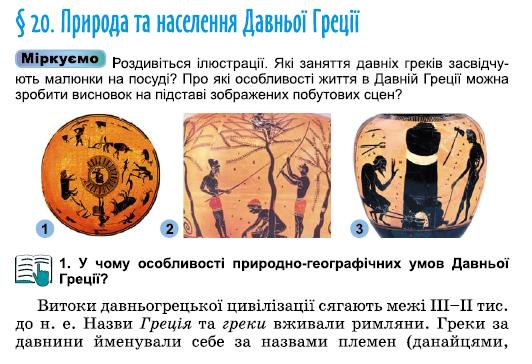 § 20. Природа та населення Давньої Греції
Міркуємо Роздивіться ілюстрації. Які заняття давніх греків засвідчу-
ють малюнки на посуді? Про які особливості життя в Давній Греції можна
зробити висновок на підставі зображених побутових сцен?
1 2 3
1. У чому особливості природно-географічних умов Давньої
Греції?
Витоки давньогрецької цивілізації сягають межі III–II тис.
до н. е. Назви Греція та греки вживали римляни. Греки за
давнини йменували себе за назвами племен (данайцями,